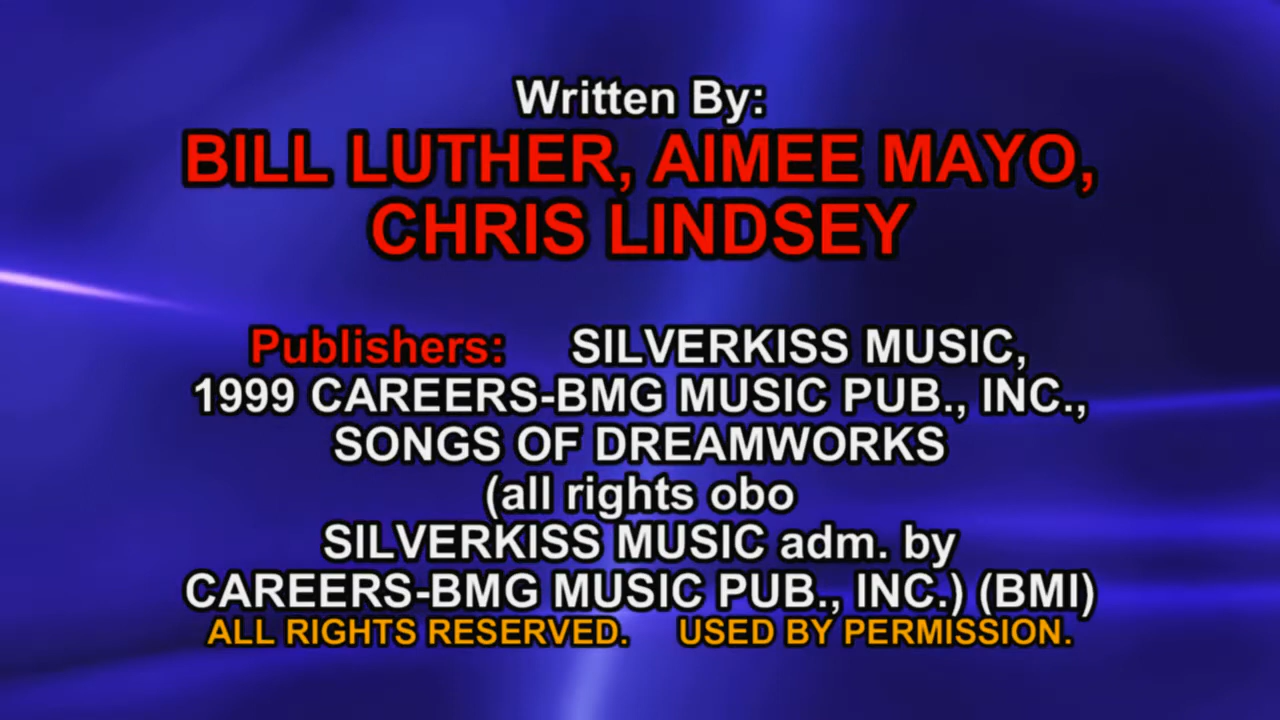 Written By:
BILL LUTHER, AIMEE MAYO,
CHRIS LINDSEY
Publishers: SILVERKISS MUSIC,
1999 CAREERS-BMG MUSIC PUB., INC.,
SONGS OF DREAMWORKS
(all rights obo
SILVERKISS MUSIC adm. by
CAREERS-BMG MUSIC PUB., INC.) (BMI)
ALL RIGHTS RESERVED. USED BY PERMISSION.